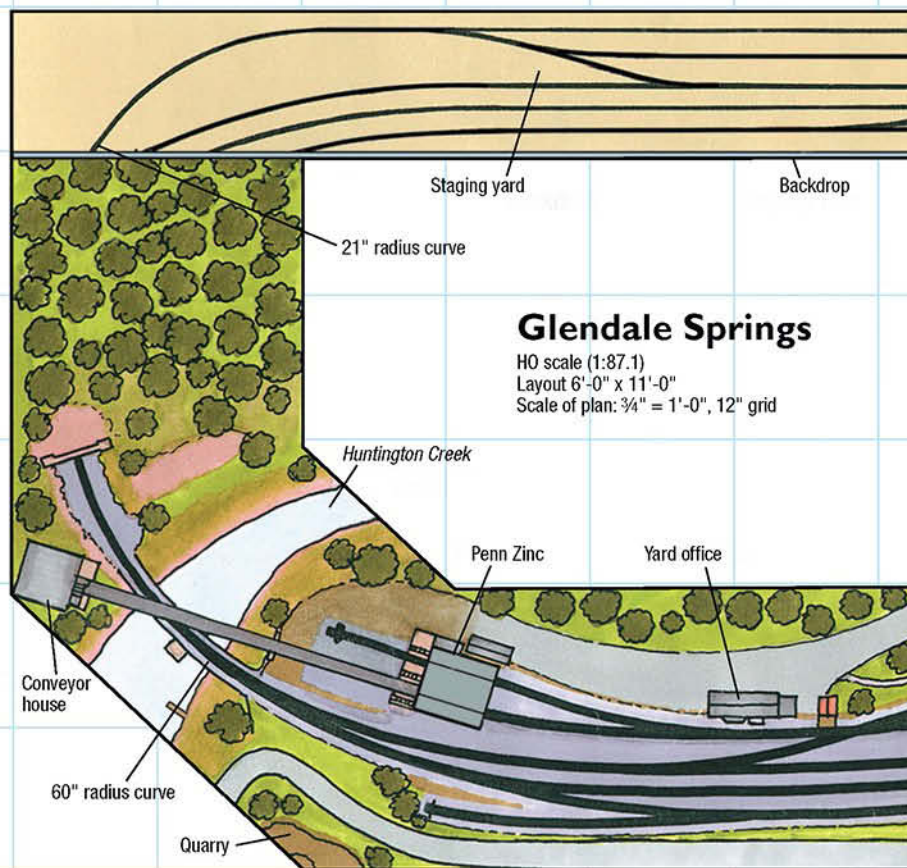 Staging yard
Backdrop
21" radius curve
Glendale Springs
HO scale (1:87.1)
Layout 6'-0" x 11'-0"
Scale of plan: ¾" = 1'-0", 12" grid
Huntington Creek
Penn Zinc
Yard office
Conveyor
house
60" radius curve
Quarry